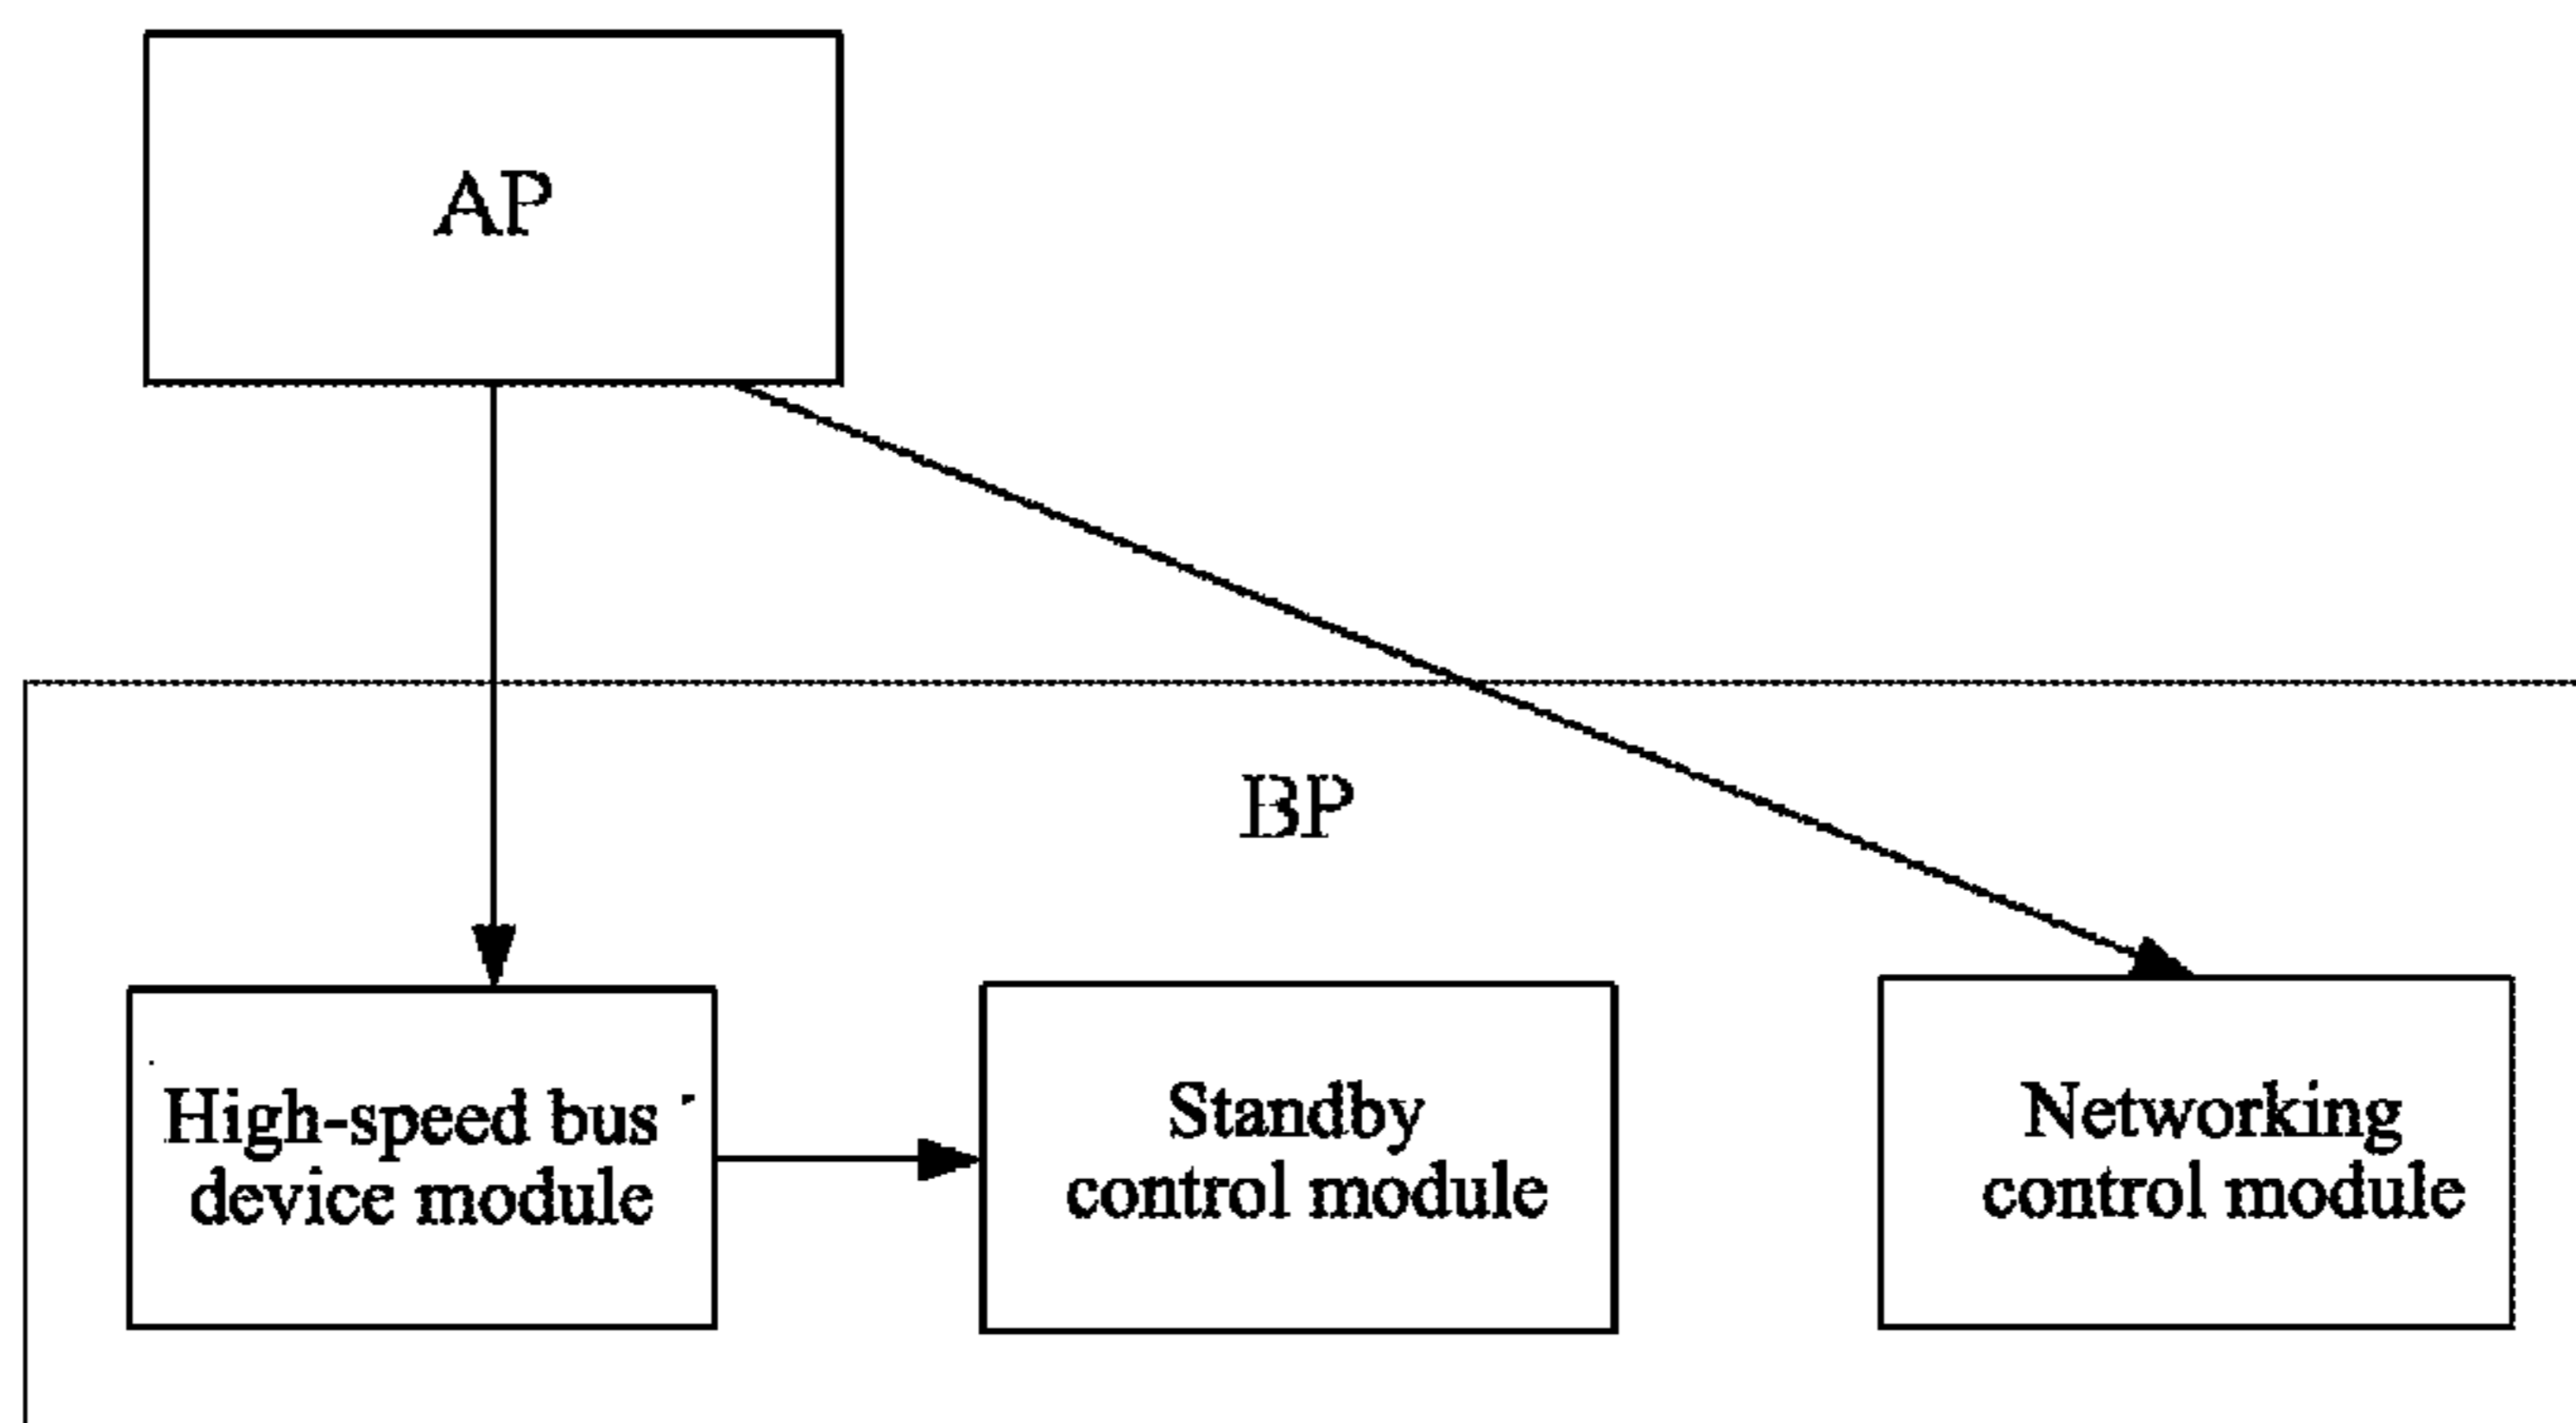 AP
BP
High-speed bus
device module
Standby
control module
Networking
control module